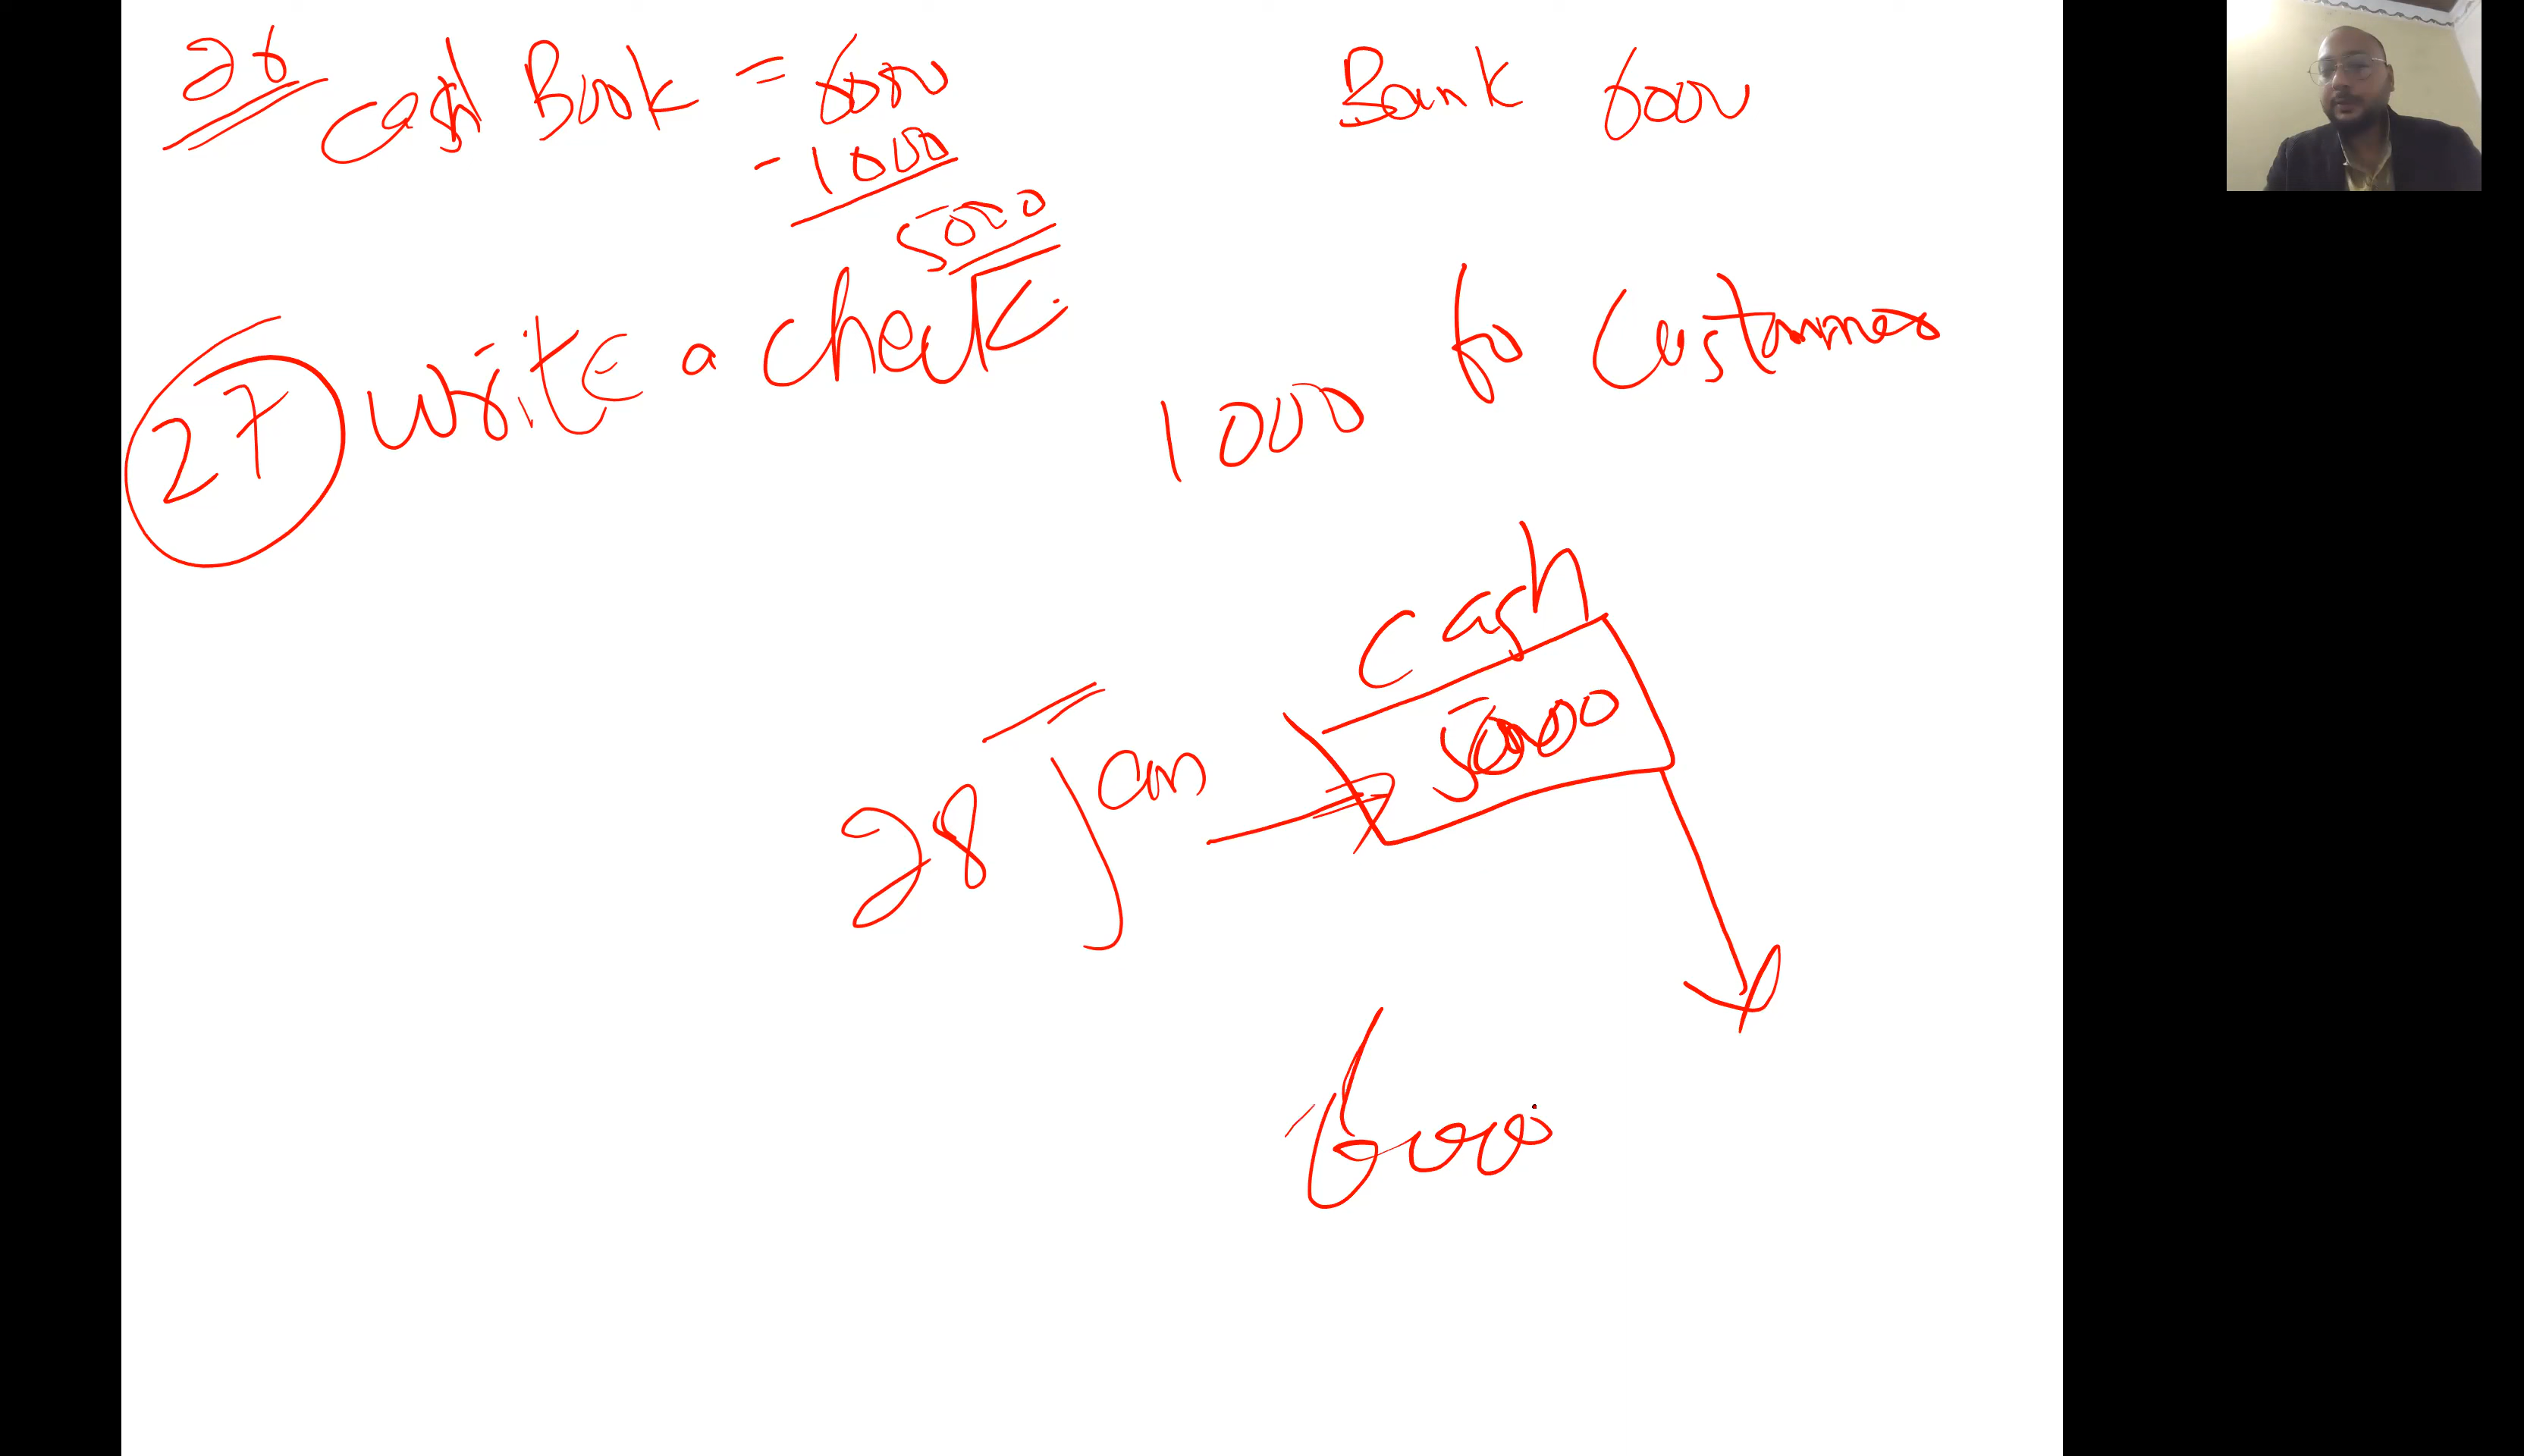 26 Cash Book = 6000 Bank 6000
- 1000
5000
27 Write a check. 1000 for Customer
Cash
28 Jan 5000
6000